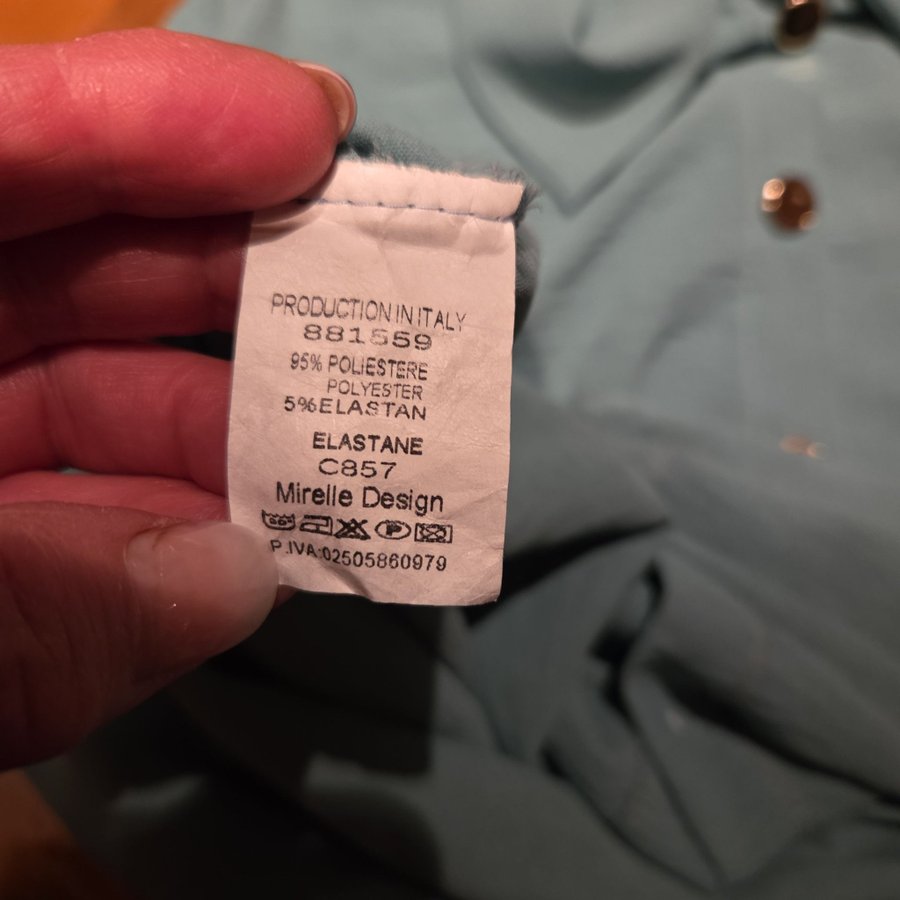 PRODUCTION IN ITALY
881559
95% POLIESTERE
POLYESTER
5%ELASTAN
ELASTANE
C857
Mirelle Design
P
P.IVA:02505860979